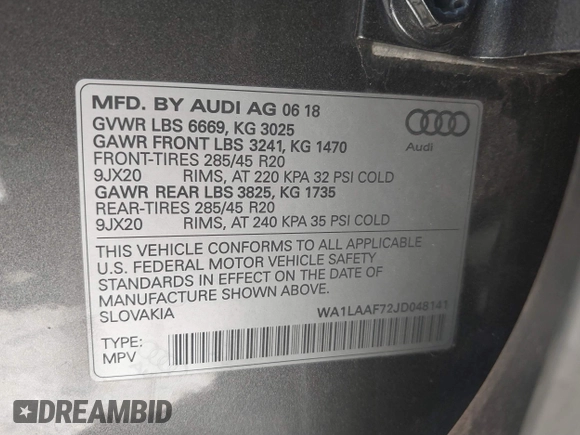 MFD. BY AUDI AG 06 18
GVWR LBS 6669, KG 3025
GAWR FRONT LBS 3241, KG 1470
FRONT-TIRES 285/45 R20
9JX20 RIMS, AT 220 KPA 32 PSI COLD
GAWR REAR LBS 3825, KG 1735
REAR-TIRES 285/45 R20
9JX20 RIMS, AT 240 KPA 35 PSI COLD
Audi
THIS VEHICLE CONFORMS TO ALL APPLICABLE
U.S. FEDERAL MOTOR VEHICLE SAFETY
STANDARDS IN EFFECT ON THE DATE OF
MANUFACTURE SHOWN ABOVE.
SLOVAKIA WA1LAAF72JD048141
TYPE:
MPV
DREAMBID